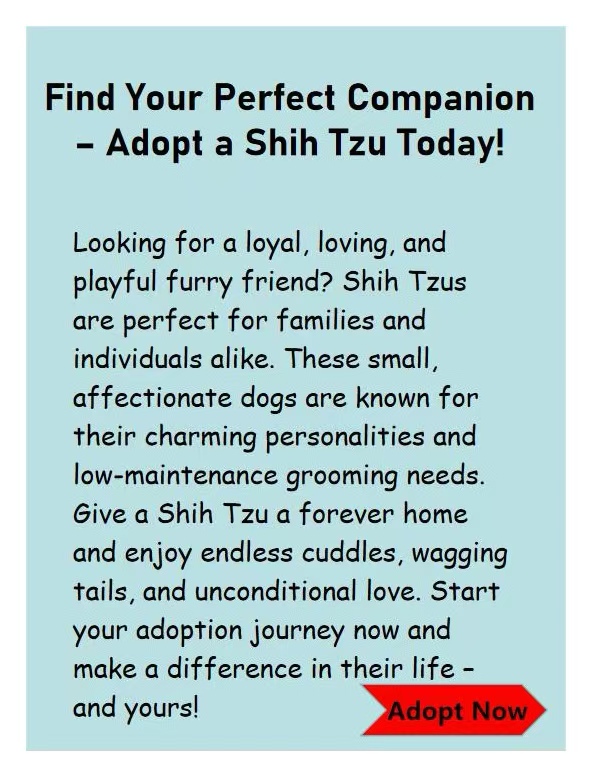 Find Your Perfect Companion
– Adopt a Shih Tzu Today!
Looking for a loyal, loving, and
playful furry friend? Shih Tzus
are perfect for families and
individuals alike. These small,
affectionate dogs are known for
their charming personalities and
low-maintenance grooming needs.
Give a Shih Tzu a forever home
and enjoy endless cuddles, wagging
tails, and unconditional love. Start
your adoption journey now and
make a difference in their life –
and yours!
Adopt Now